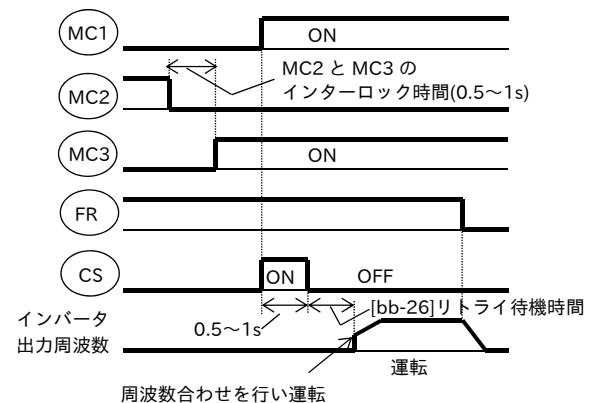 MC1
ON
MC2 と MC3 の
インターロック時間(0.5～1s)
MC2
MC3
ON
FR
CS
ON
OFF
[bb-26]リトライ待機時間
0.5～1s
インバータ
出力周波数
運転
周波数合わせを行い運転